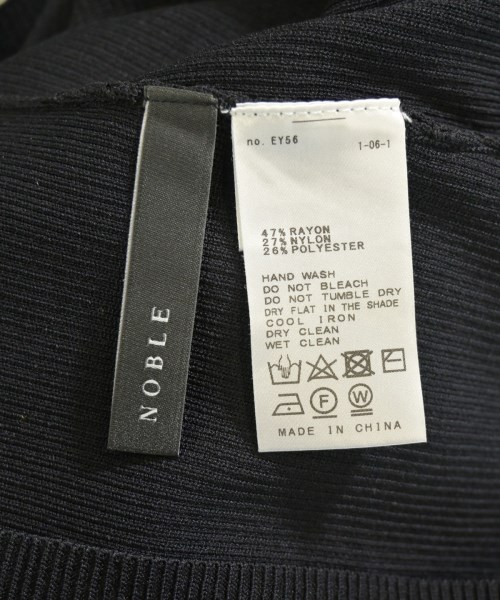 NOBLE
no. EY56 1-06-1
47% RAYON
27% NYLON
26% POLYESTER
HAND WASH
DO NOT BLEACH
DO NOT TUMBLE DRY
DRY FLAT IN THE SHADE
COOL IRON
DRY CLEAN
WET CLEAN
F W
MADE IN CHINA